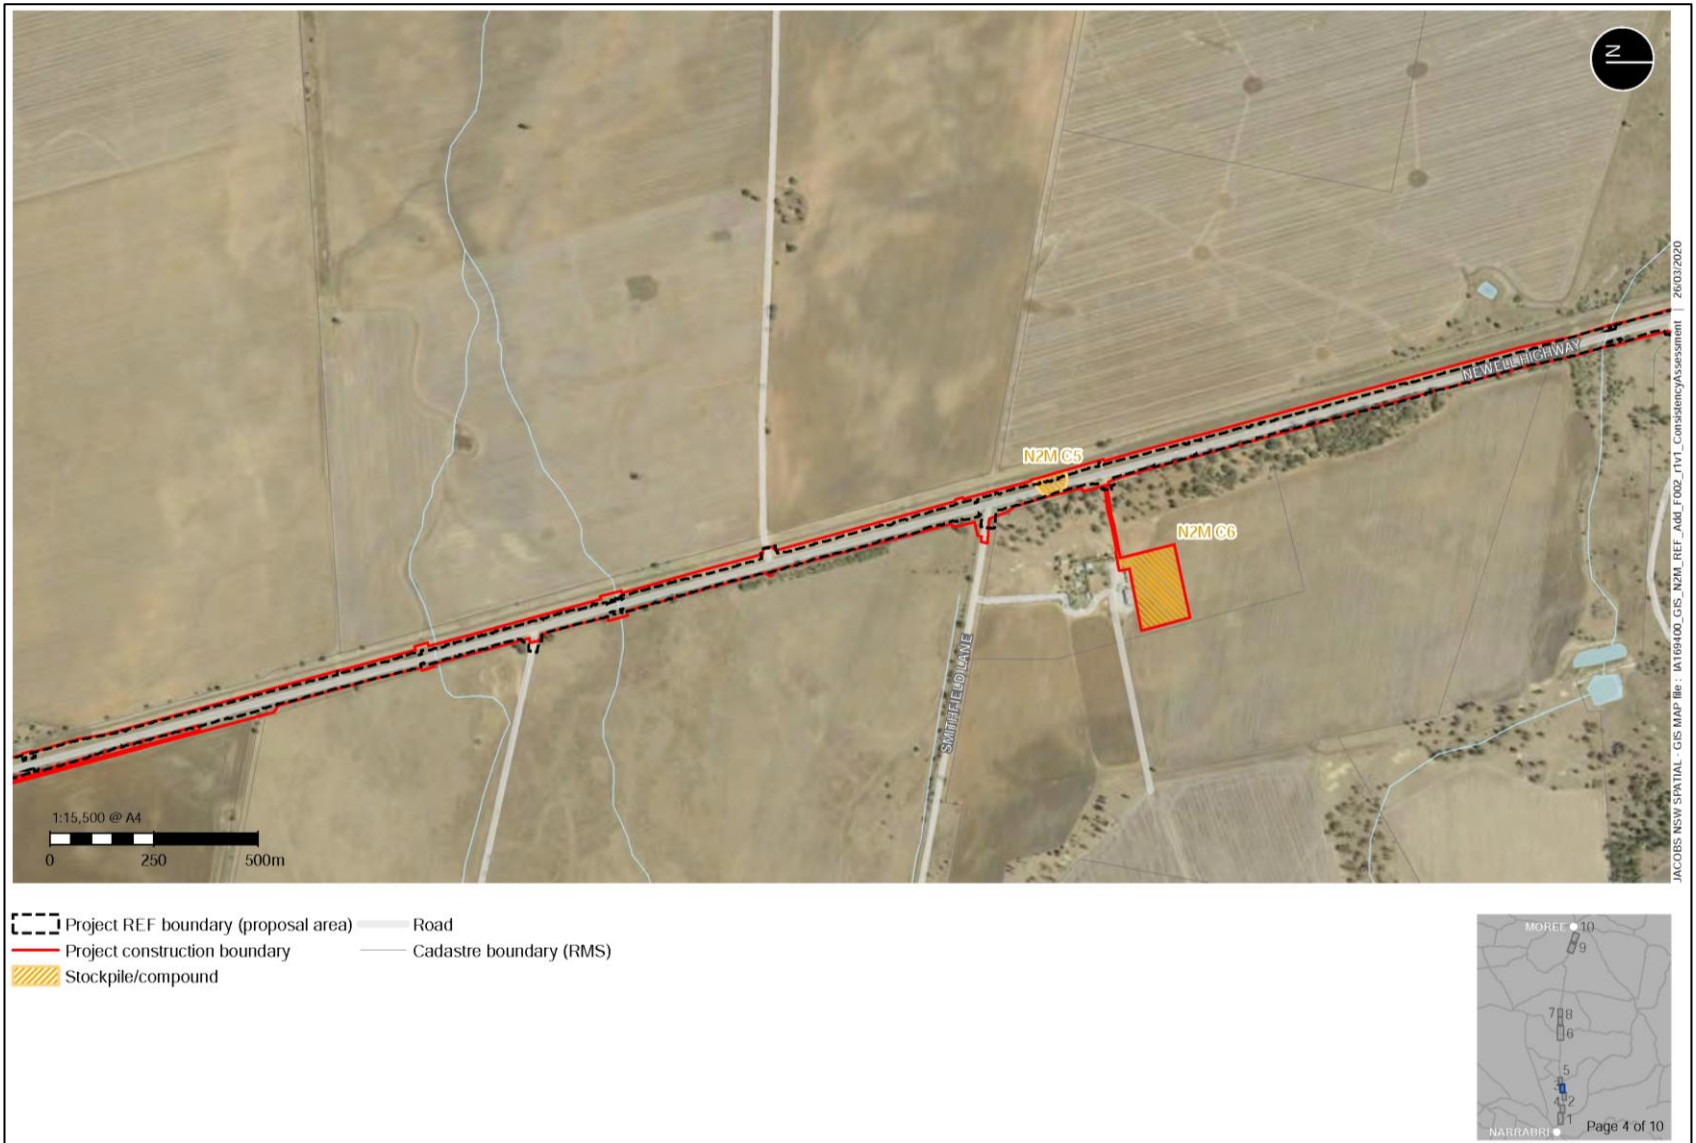 N
N2M C5
N2M C6
NEWELL HIGHWAY
SMITHFIELD LANE
1:15,500 @ A4
0 250 500m
JACOBS NSW SPATIAL - GIS MAP file : IA169400_GIS_N2M_REF_Add_F002_r1v1_ConsistencyAssessment | 26/03/2020
Project REF boundary (proposal area)
Project construction boundary
Stockpile/compound
Road
Cadastre boundary (RMS)
MOREE 10
9
7 8
6
5
3
4 2
1
NARRABRI
Page 4 of 10